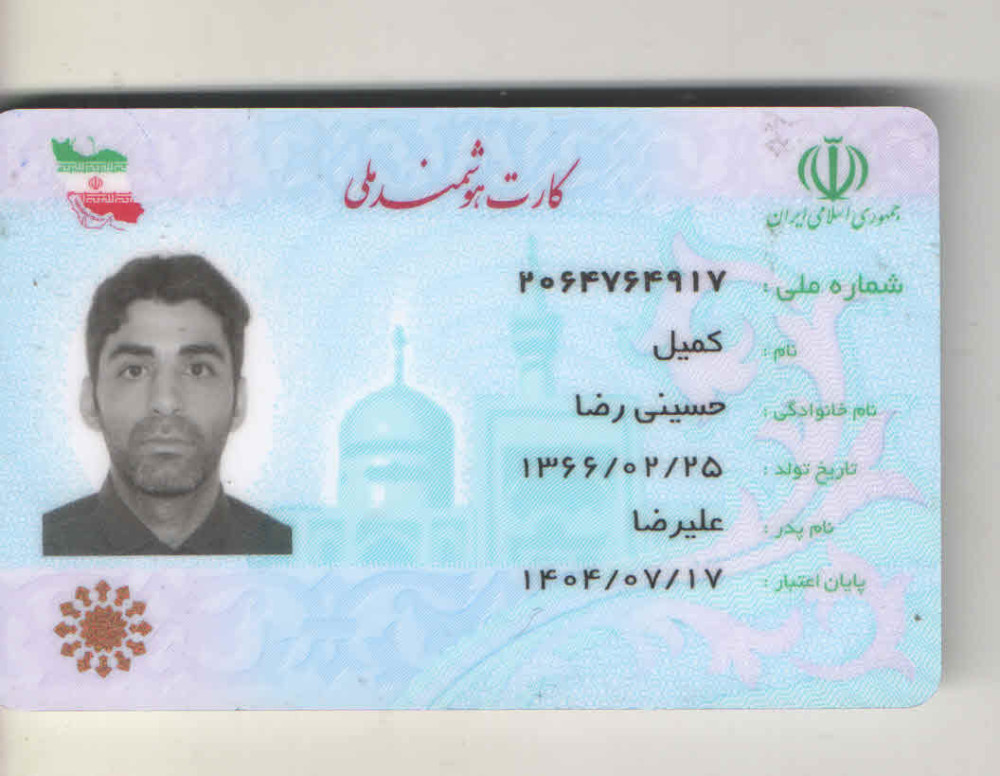 جمهوری اسلامی ایران
کارت هوشمند ملی
شماره ملی : ۲۰۶۴۷۶۴۹۱۷
نام : کمیل
نام خانوادگی : حسینی رضا
تاریخ تولد : ۱۳۶۶/۰۲/۲۵
نام پدر : علیرضا
پایان اعتبار : ۱۴۰۴/۰۷/۱۷